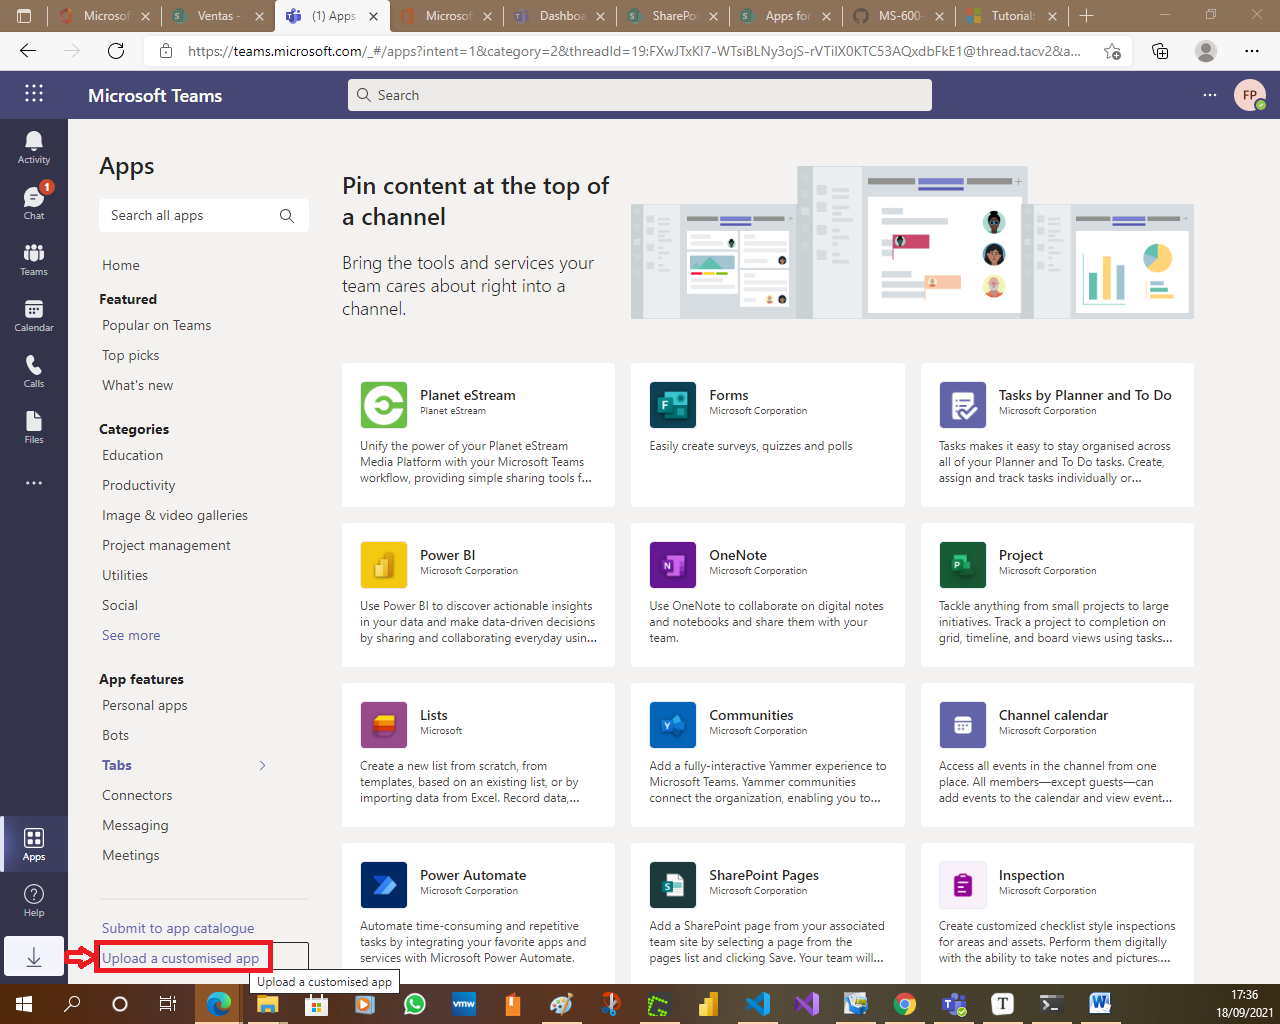 Microsof
Ventas -
(1) Apps
Microsof
Dashboa
SharePoi
Apps for
MS-600-
Tutorial:
https://teams.microsoft.com/_#/apps?intent=1&category=2&threadId=19:FXwJTxKI7-WTsiBLNy3ojS-rVTiIX0KTC53AQxdbFkE1@thread.tacv2&a...
Microsoft Teams
Search
FP
Activity
1
Chat
Teams
Calendar
Calls
Files
Apps
Help
Apps
Search all apps
Home
Featured
Popular on Teams
Top picks
What's new
Categories
Education
Productivity
Image & video galleries
Project management
Utilities
Social
See more
App features
Personal apps
Bots
Tabs
Connectors
Messaging
Meetings
Submit to app catalogue
Upload a customised app
Upload a customised app
Pin content at the top of
a channel
Bring the tools and services your
team cares about right into a
channel.
Planet eStream
Planet eStream
Unify the power of your Planet eStream
Media Platform with your Microsoft Teams
workflow, providing simple sharing tools f...
Forms
Microsoft Corporation
Easily create surveys, quizzes and polls
Tasks by Planner and To Do
Microsoft Corporation
Tasks makes it easy to stay organised across
all of your Planner and To Do tasks. Create,
assign and track tasks individually or...
Power BI
Microsoft Corporation
Use Power BI to discover actionable insights
in your data and make data-driven decisions
by sharing and collaborating everyday usin...
OneNote
Microsoft Corporation
Use OneNote to collaborate on digital notes
and notebooks and share them with your
team.
Project
Microsoft Corporation
Tackle anything from small projects to large
initiatives. Track a project to completion on
grid, timeline, and board views using tasks...
Lists
Microsoft
Create a new list from scratch, from
templates, based on an existing list, or by
importing data from Excel. Record data,...
Communities
Microsoft Corporation
Add a fully-interactive Yammer experience to
Microsoft Teams. Yammer communities
connect the organization, enabling you to...
Channel calendar
Microsoft Corporation
Access all events in the channel from one
place. All members—except guests—can
add events to the calendar and view event...
Power Automate
Microsoft Corporation
Automate time-consuming and repetitive
tasks by integrating your favorite apps and
services with Microsoft Power Automate.
SharePoint Pages
Microsoft Corporation
Add a SharePoint page from your associated
team site by selecting a page from the
pages list and clicking Save. Your team will...
Inspection
Microsoft Corporation
Create customized checklist style inspections
for areas and assets. Perform them digitally
with the ability to take notes and pictures....
vmw
17:36
18/09/2021